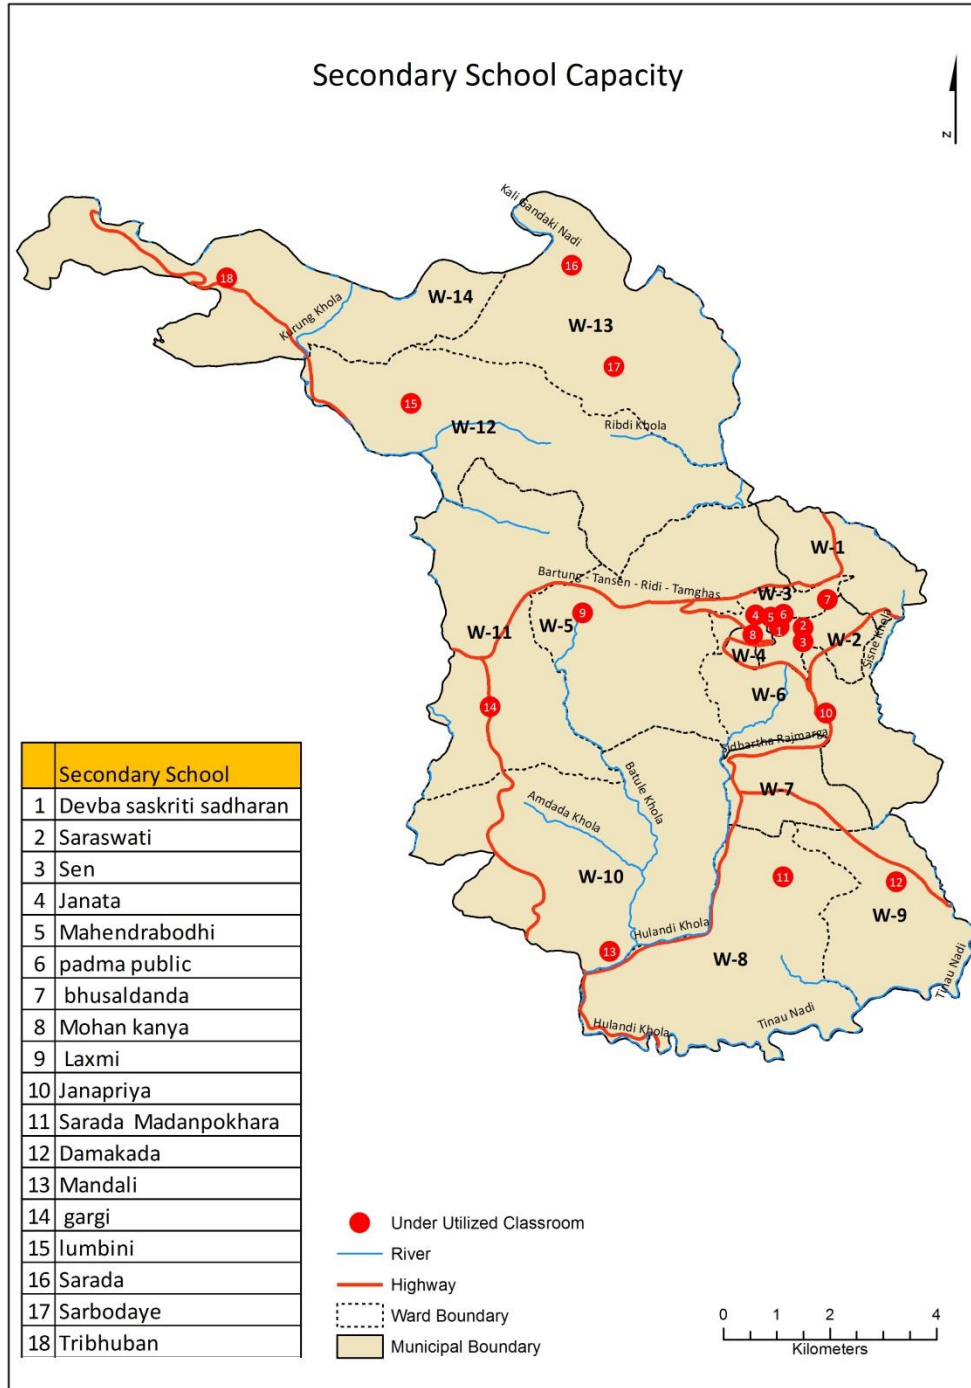 Secondary School Capacity
z
Kali Gandaki Nadi
16
18
W-14
Kurung Khola
W-13
17
15
W-12
Ribdi Khola
W-1
Bartung - Tansen - Ridi - Tamghas
W-3
7
9
4
5
6
W-5
1
2
8
3
W-2
Sisne Khola
W-11
W-4
W-6
14
10
Sidhartha Rajmarga
Batule Khola
W-7
Amdada Khola
W-10
11
12
W-9
Hulandi Khola
13
W-8
Tinau Nadi
Tinau Nadi
Hulandi Khola
Secondary School
1 Devba saskriti sadharan
2 Saraswati
3 Sen
4 Janata
5 Mahendrabodhi
6 padma public
7 bhusaldanda
8 Mohan kanya
9 Laxmi
10 Janapriya
11 Sarada Madanpokhara
12 Damakada
13 Mandali
14 gargi
15 lumbini
16 Sarada
17 Sarbodaye
18 Tribhuban
Under Utilized Classroom
River
Highway
Ward Boundary
Municipal Boundary
0 1 2 4
Kilometers